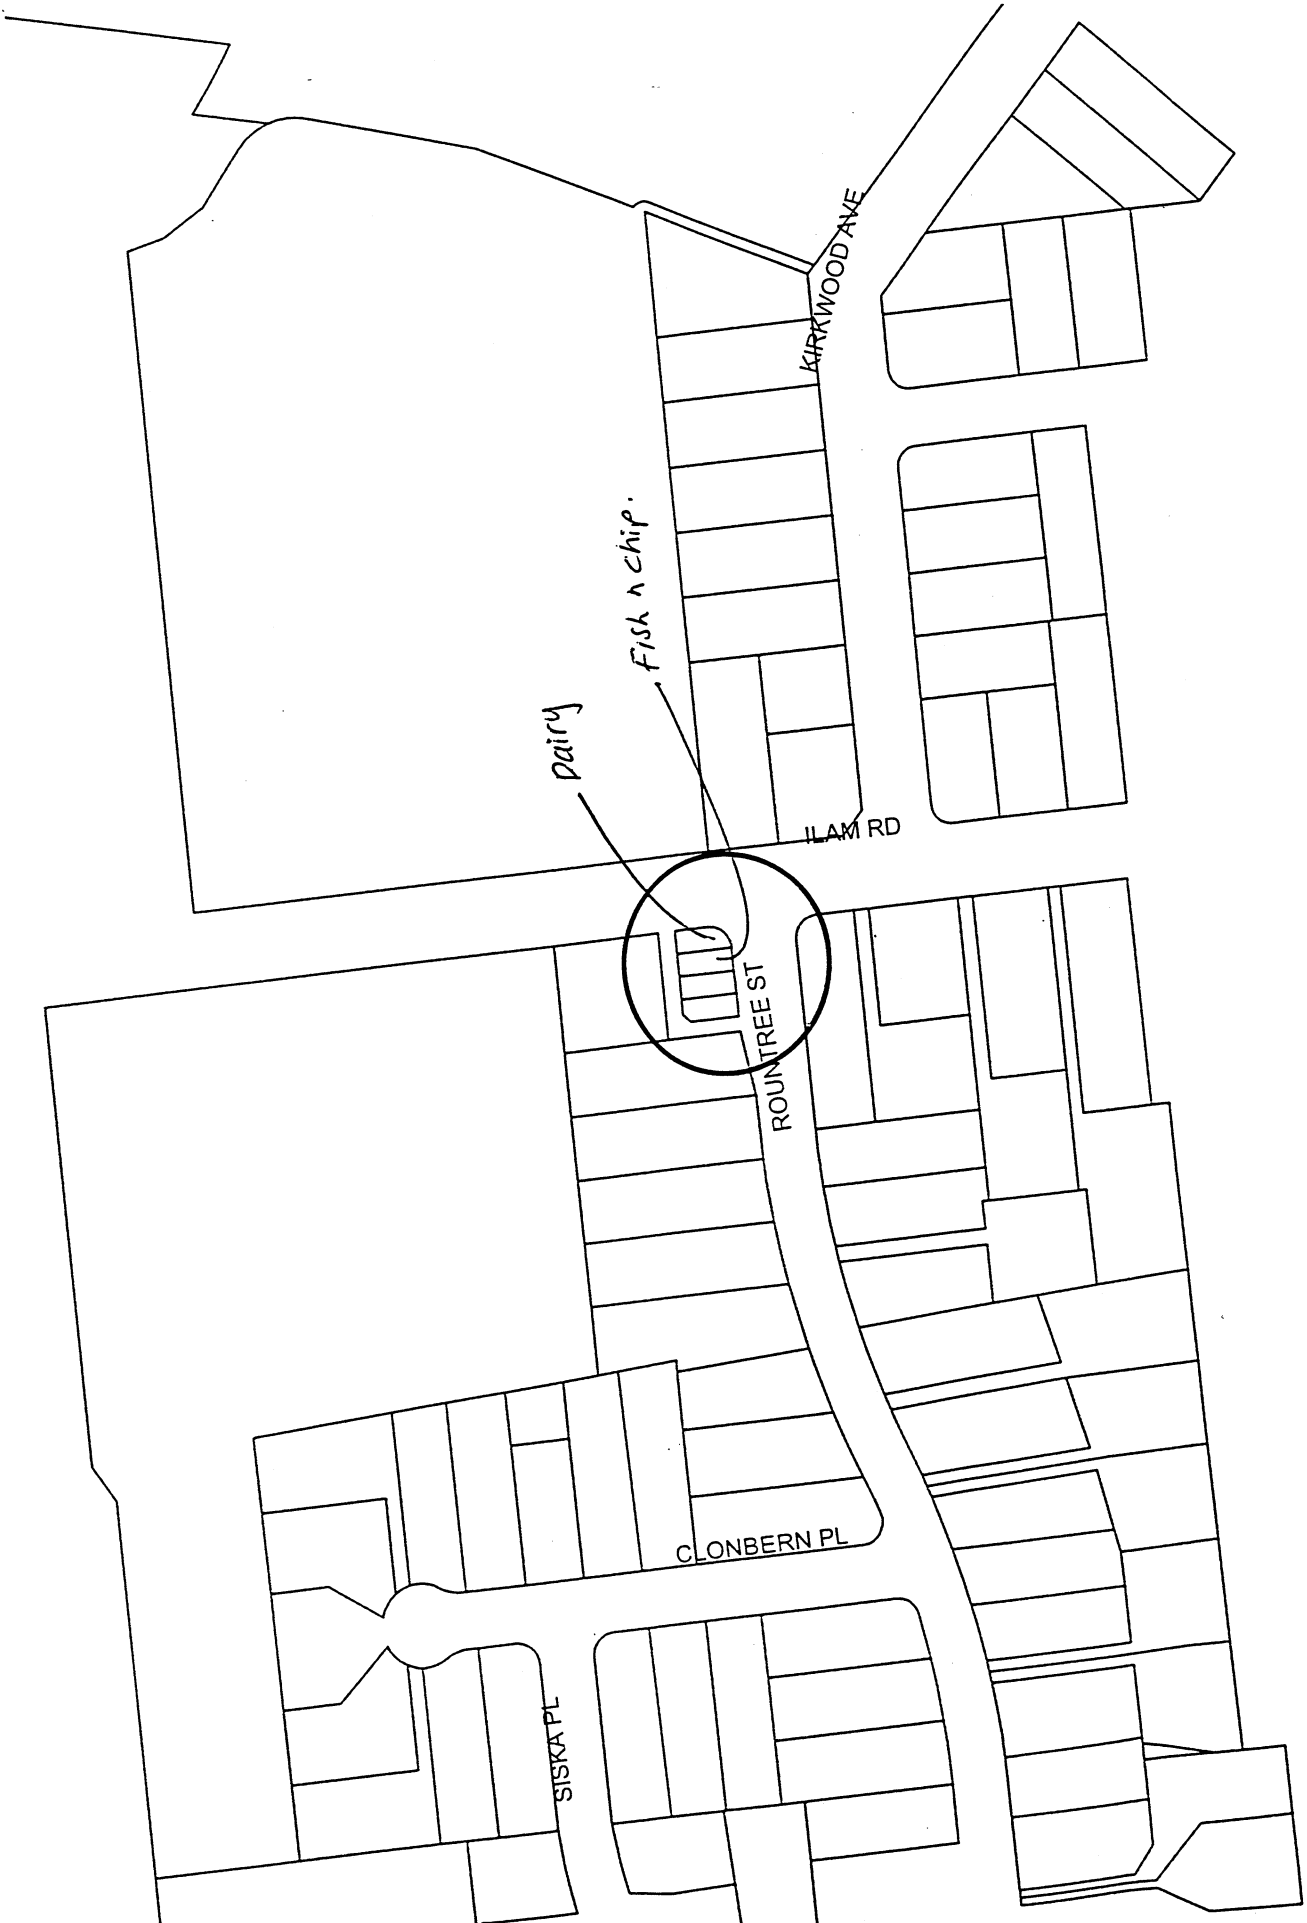 KIRKWOOD AVE
Fish n chip.
Dairy
ILAM RD
ROUNTREE ST
CLONBERN PL
SISKA PL